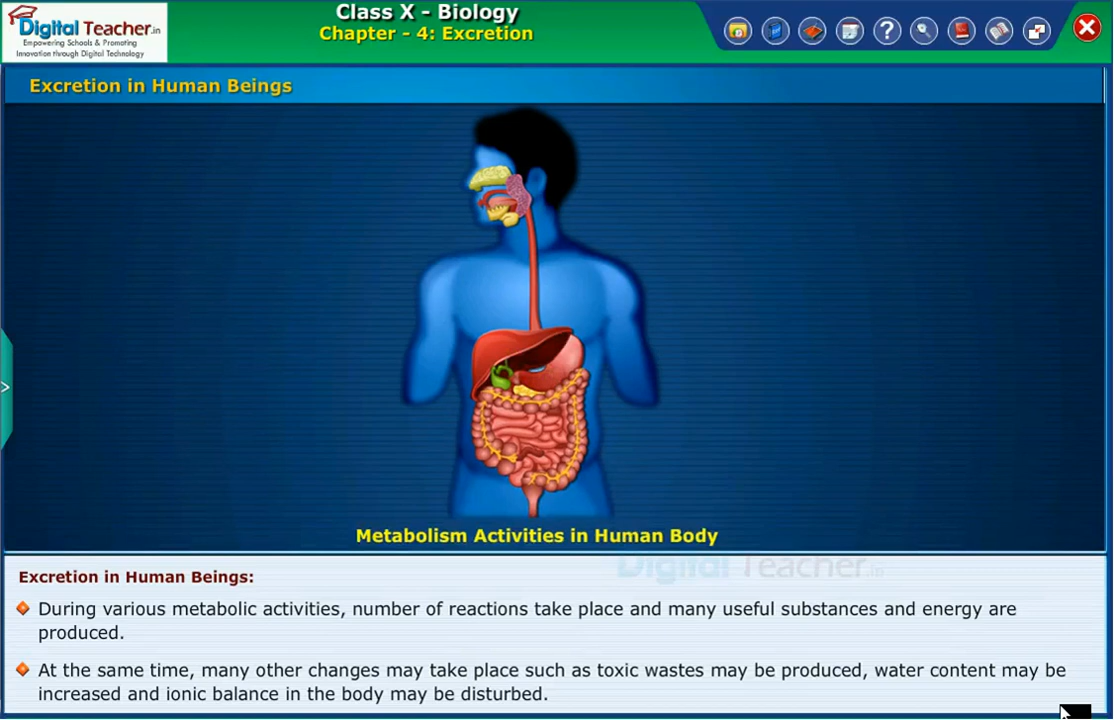 Digital Teacher.in
Empowering Schools & Promoting
Innovation through Digital Technology
Class X - Biology
Chapter - 4: Excretion
?
Excretion in Human Beings
>
Metabolism Activities in Human Body
Digital Teacher.in
Excretion in Human Beings:
During various metabolic activities, number of reactions take place and many useful substances and energy are
produced.
At the same time, many other changes may take place such as toxic wastes may be produced, water content may be
increased and ionic balance in the body may be disturbed.